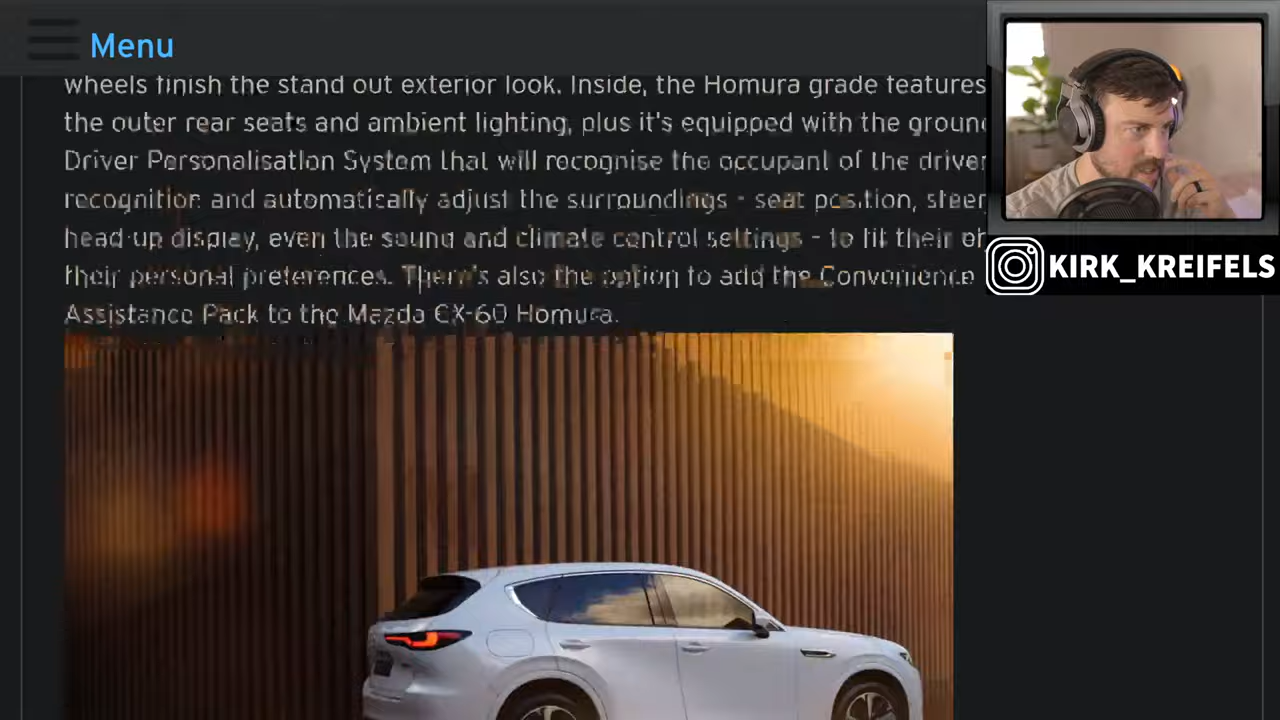 Menu
wheels finish the stand out exterior look. Inside, the Homura grade features
the outer rear seats and ambient lighting, plus it's equipped with the ground
Driver Personalisation System that will recognise the occupant of the driver
recognition and automatically adjust the surroundings - seat position,
head-up display, even the sound and climate control settings - to fit their
their personal preferences. There's also the option to add the Convenience
Assistance Pack to the Mazda CX-60 Homura.
KIRK_KREIFELS